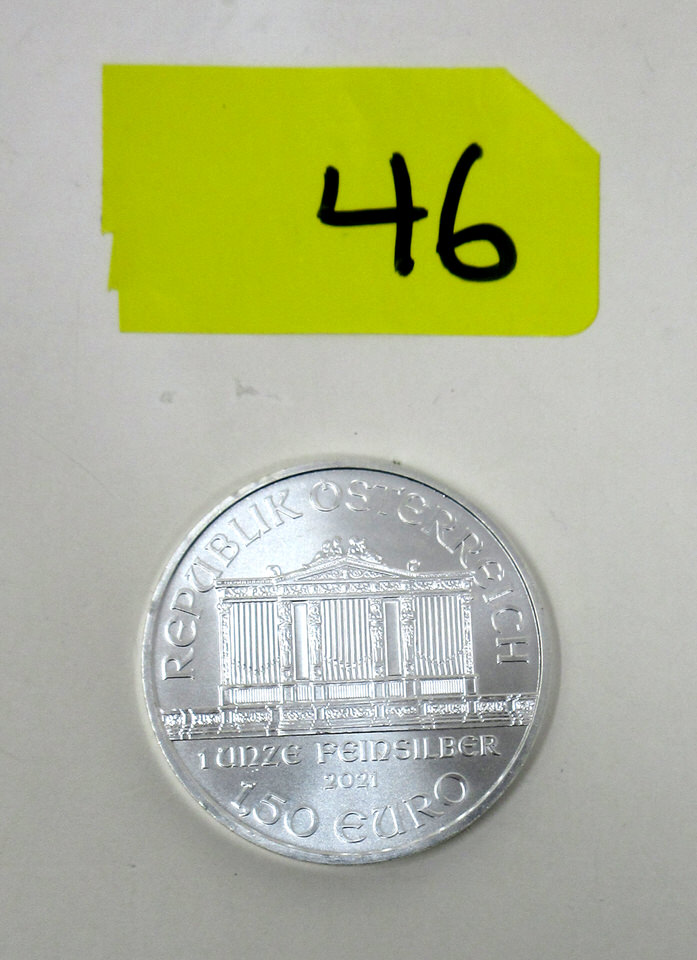 46
REPUBLIK ÖSTERREICH
1 UNZE FEINSILBER
2021
1,50 EURO